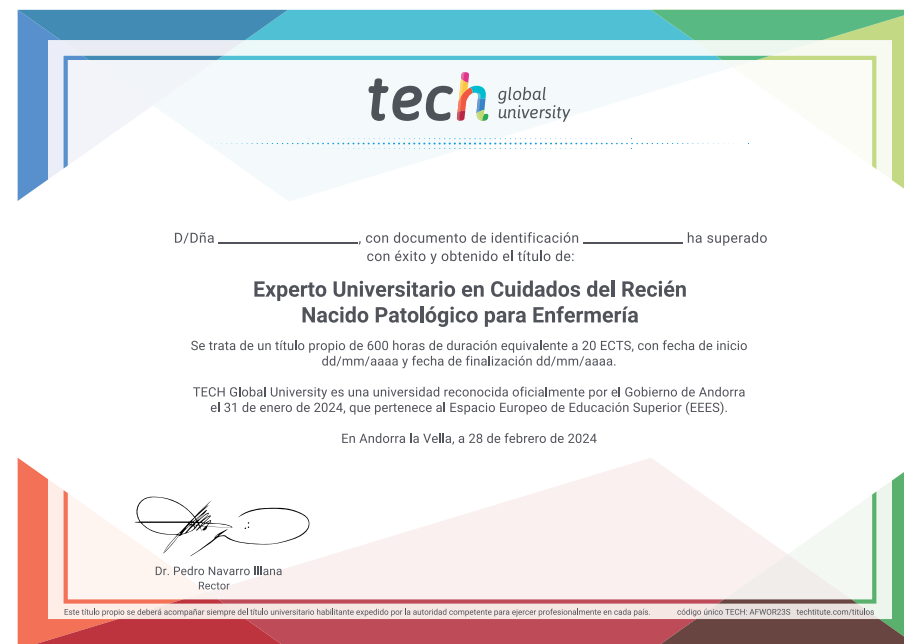 tech global university
D/Dña ____________________, con documento de identificación ______________ ha superado
con éxito y obtenido el título de:
Experto Universitario en Cuidados del Recién
Nacido Patológico para Enfermería
Se trata de un título propio de 600 horas de duración equivalente a 20 ECTS, con fecha de inicio
dd/mm/aaaa y fecha de finalización dd/mm/aaaa.
TECH Global University es una universidad reconocida oficialmente por el Gobierno de Andorra
el 31 de enero de 2024, que pertenece al Espacio Europeo de Educación Superior (EEES).
En Andorra la Vella, a 28 de febrero de 2024
Dr. Pedro Navarro Illana
Rector
Este título propio se deberá acompañar siempre del título universitario habilitante expedido por la autoridad competente para ejercer profesionalmente en cada país. código único TECH: AFWOR23S techtitute.com/titulos